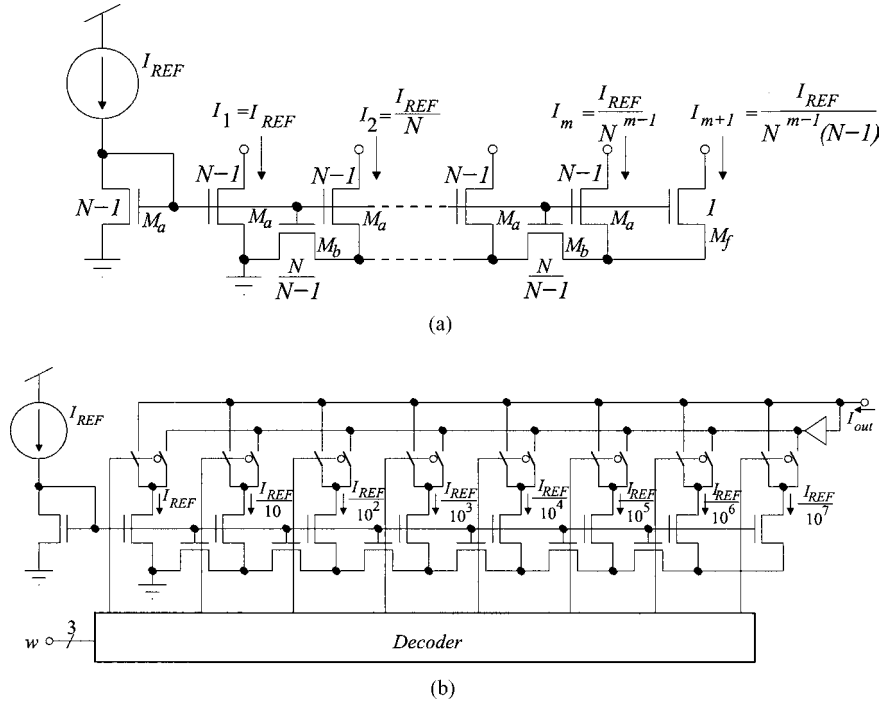 I_REF
I_1 = I_REF
I_2 = I_REF/N
I_m = I_REF/N^{m-1}
I_{m+1} = I_REF/N^{m-1}(N-1)
N-1 N-1 N-1 N-1 N-1 1
M_a M_a M_a M_a M_a M_f
M_b M_b
N/N-1 N/N-1
(a)
I_REF
I_out
I_REF I_REF/10 I_REF/10^2 I_REF/10^3 I_REF/10^4 I_REF/10^5 I_REF/10^6 I_REF/10^7
3
w Decoder
(b)